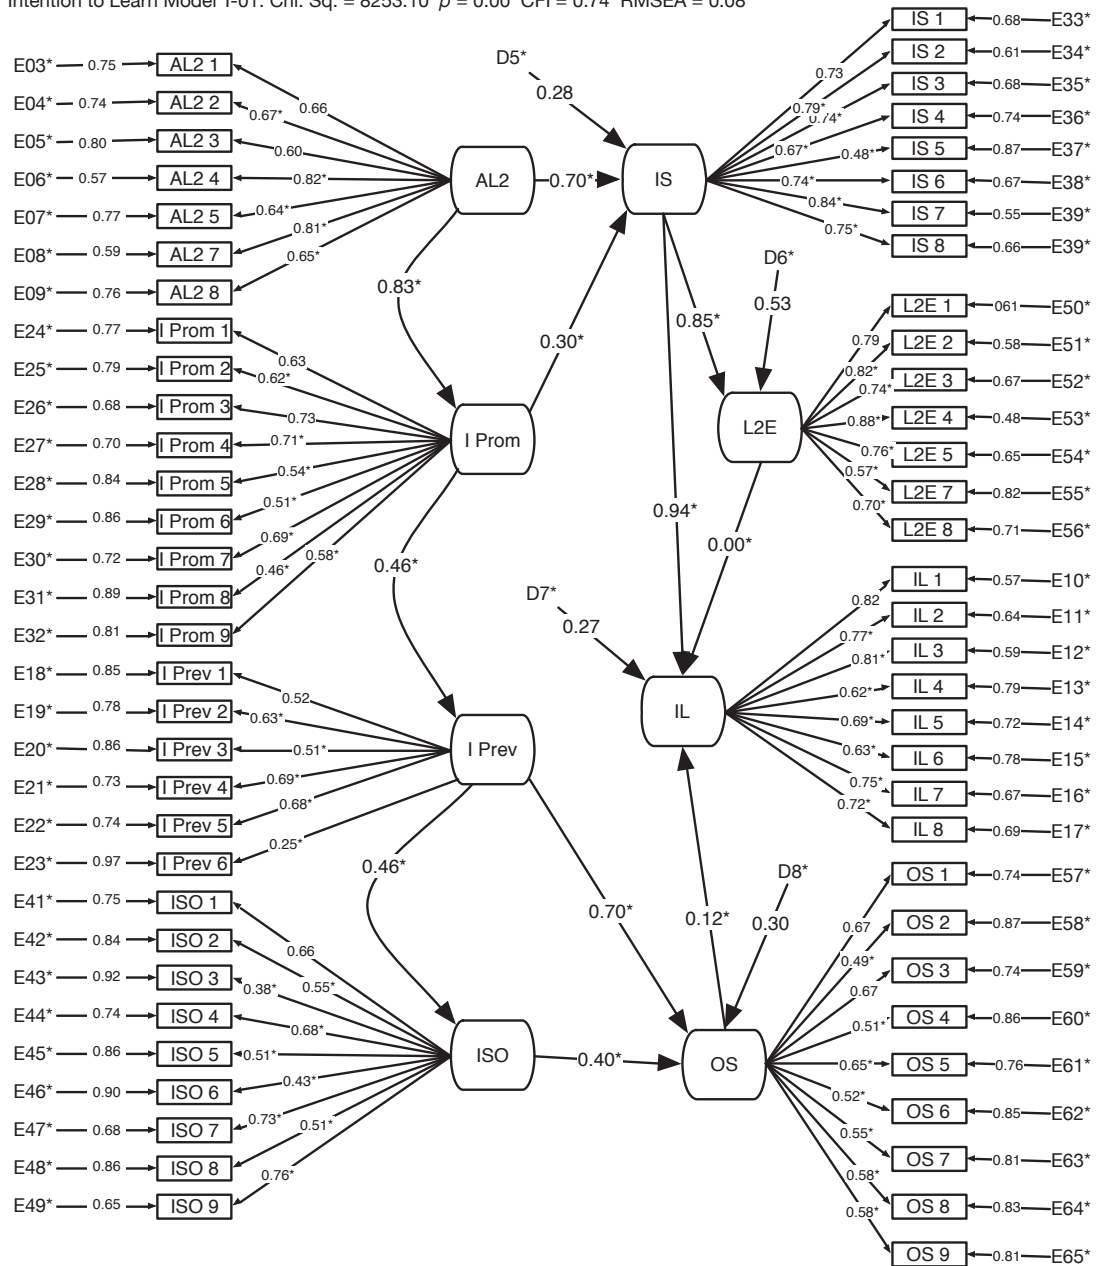 Intention to Learn Model 1-01. Chi. Sq. = 8253.10 p = 0.00 CFI = 0.74 RMSEA = 0.08
E03* 0.75 AL2 1 0.66
E04* 0.74 AL2 2 0.67*
E05* 0.80 AL2 3 0.60
E06* 0.57 AL2 4 0.82*
E07* 0.77 AL2 5 0.64*
E08* 0.59 AL2 7 0.81*
E09* 0.76 AL2 8 0.65*
AL2
0.70*
0.83*
E24* 0.77 I Prom 1 0.63
E25* 0.79 I Prom 2 0.62*
E26* 0.68 I Prom 3 0.73
E27* 0.70 I Prom 4 0.71*
E28* 0.84 I Prom 5 0.54*
E29* 0.86 I Prom 6 0.51*
E30* 0.72 I Prom 7 0.69*
E31* 0.89 I Prom 8 0.46*
E32* 0.81 I Prom 9 0.58*
I Prom
0.30*
0.46*
E18* 0.85 I Prev 1 0.52
E19* 0.78 I Prev 2 0.63*
E20* 0.86 I Prev 3 0.51*
E21* 0.73 I Prev 4 0.69*
E22* 0.74 I Prev 5 0.68*
E23* 0.97 I Prev 6 0.25*
I Prev
0.46*
0.70*
E41* 0.75 ISO 1 0.66
E42* 0.84 ISO 2 0.55*
E43* 0.92 ISO 3 0.38*
E44* 0.74 ISO 4 0.68*
E45* 0.86 ISO 5 0.51*
E46* 0.90 ISO 6 0.43*
E47* 0.68 ISO 7 0.73*
E48* 0.86 ISO 8 0.51*
E49* 0.65 ISO 9 0.76*
ISO
0.40*
D5*
0.28
IS
0.73 IS 1 0.68 E33*
0.79* IS 2 0.61 E34*
0.74* IS 3 0.68 E35*
0.67* IS 4 0.74 E36*
0.48* IS 5 0.87 E37*
0.74* IS 6 0.67 E38*
0.84* IS 7 0.55 E39*
0.75* IS 8 0.66 E39*
0.85*
0.94*
D6*
0.53
L2E
0.79 L2E 1 061 E50*
0.82* L2E 2 0.58 E51*
0.74* L2E 3 0.67 E52*
0.88* L2E 4 0.48 E53*
0.76* L2E 5 0.65 E54*
0.57* L2E 7 0.82 E55*
0.70* L2E 8 0.71 E56*
0.00*
D7*
0.27
IL
0.82 IL 1 0.57 E10*
0.77* IL 2 0.64 E11*
0.81* IL 3 0.59 E12*
0.62* IL 4 0.79 E13*
0.69* IL 5 0.72 E14*
0.63* IL 6 0.78 E15*
0.75* IL 7 0.67 E16*
0.72* IL 8 0.69 E17*
0.12*
D8*
0.30
OS
0.67 OS 1 0.74 E57*
0.49* OS 2 0.87 E58*
0.67 OS 3 0.74 E59*
0.51* OS 4 0.86 E60*
0.65* OS 5 0.76 E61*
0.52* OS 6 0.85 E62*
0.55* OS 7 0.81 E63*
0.58* OS 8 0.83 E64*
0.58* OS 9 0.81 E65*